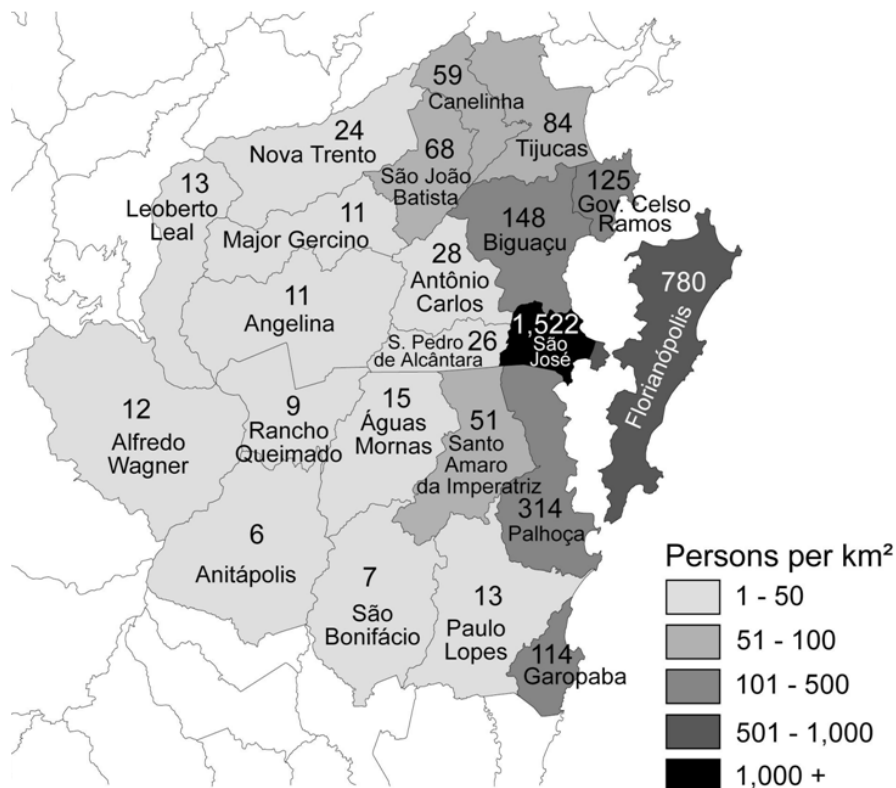 59
Canelinha
84
Tijucas
24
Nova Trento
68
São João
Batista
13
Leoberto
Leal
125
Gov. Celso
Ramos
11
Major Gercino
148
Biguaçu
28
Antônio
Carlos
780
Florianópolis
11
Angelina
1,522
São
José
S. Pedro 26
de Alcântara
12
Alfredo
Wagner
9
Rancho
Queimado
15
Águas
Mornas
51
Santo
Amaro
da Imperatriz
314
Palhoça
6
Anitápolis
7
São
Bonifácio
13
Paulo
Lopes
114
Garopaba
Persons per km²
1 - 50
51 - 100
101 - 500
501 - 1,000
1,000 +